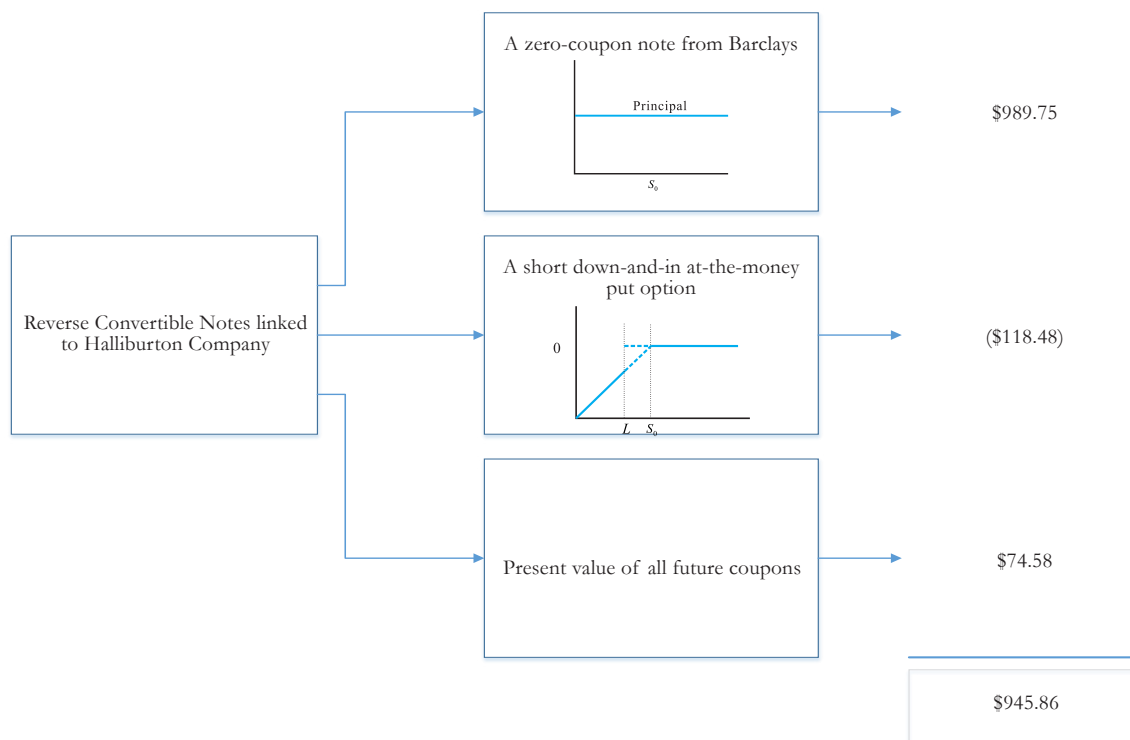 A zero-coupon note from Barclays
Principal
S₀
$989.75
Reverse Convertible Notes linked
to Halliburton Company
A short down-and-in at-the-money
put option
0
L S₀
($118.48)
Present value of all future coupons
$74.58
$945.86